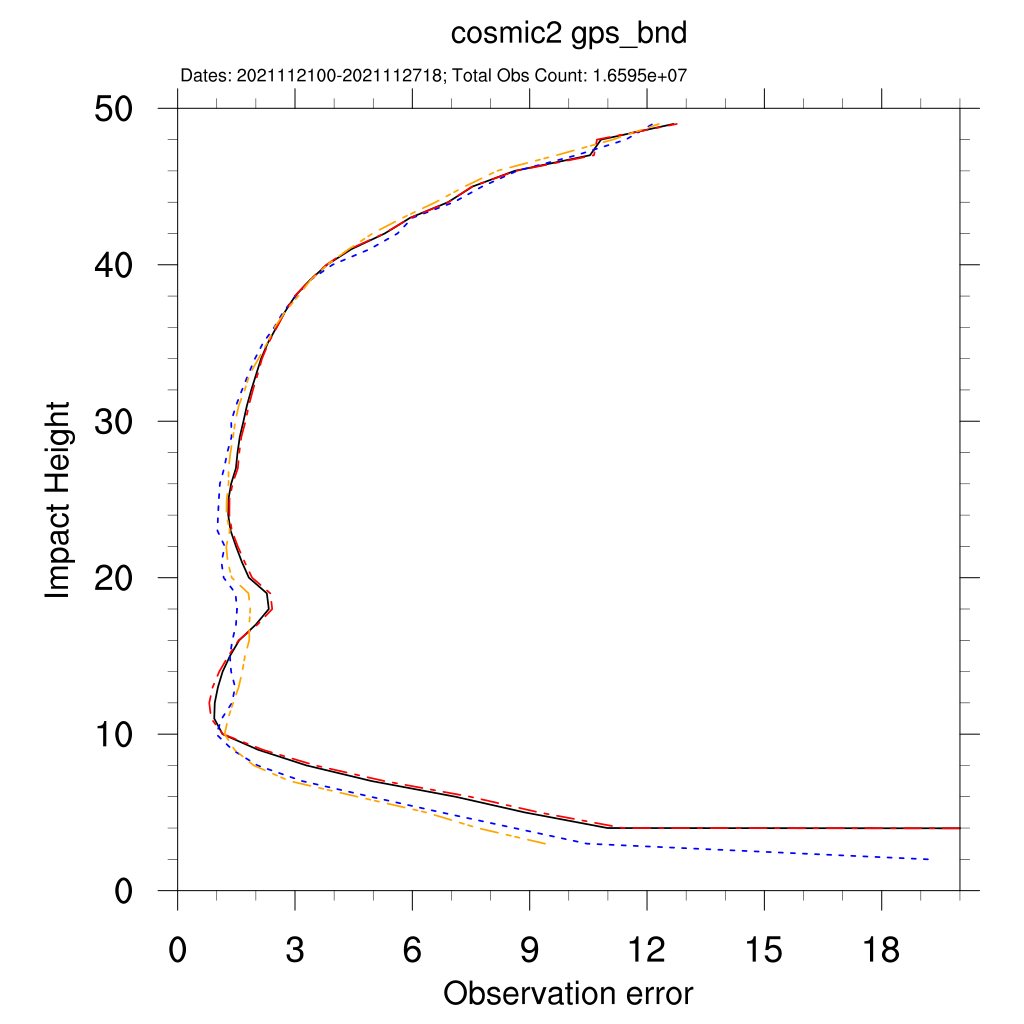 cosmic2 gps_bnd
Dates: 2021112100-2021112718; Total Obs Count: 1.6595e+07
50
40
30
20
10
0
Impact Height
0 3 6 9 12 15 18
Observation error